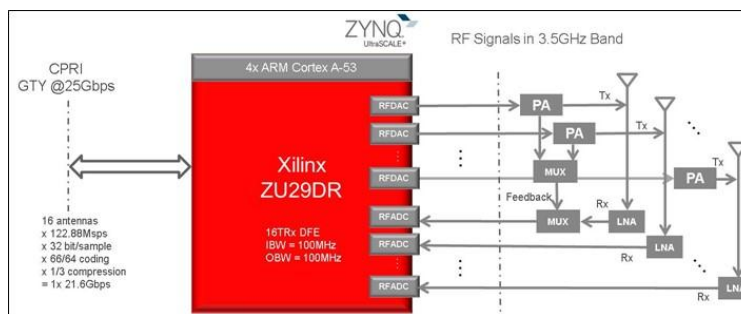 ZYNQ
UltraSCALE+
RF Signals in 3.5GHz Band
CPRI
GTY @25Gbps
4x ARM Cortex A-53
RFDAC
RFDAC
RFDAC
RFADC
RFADC
RFADC
Xilinx
ZU29DR
16TRx DFE
IBW = 100MHz
OBW = 100MHz
16 antennas
x 122.88Msps
x 32 bit/sample
x 66/64 coding
x 1/3 compression
= 1x 21.6Gbps
PA
Tx
PA
Tx
PA
Tx
MUX
Feedback
MUX
Rx
LNA
Rx
LNA
Rx
LNA